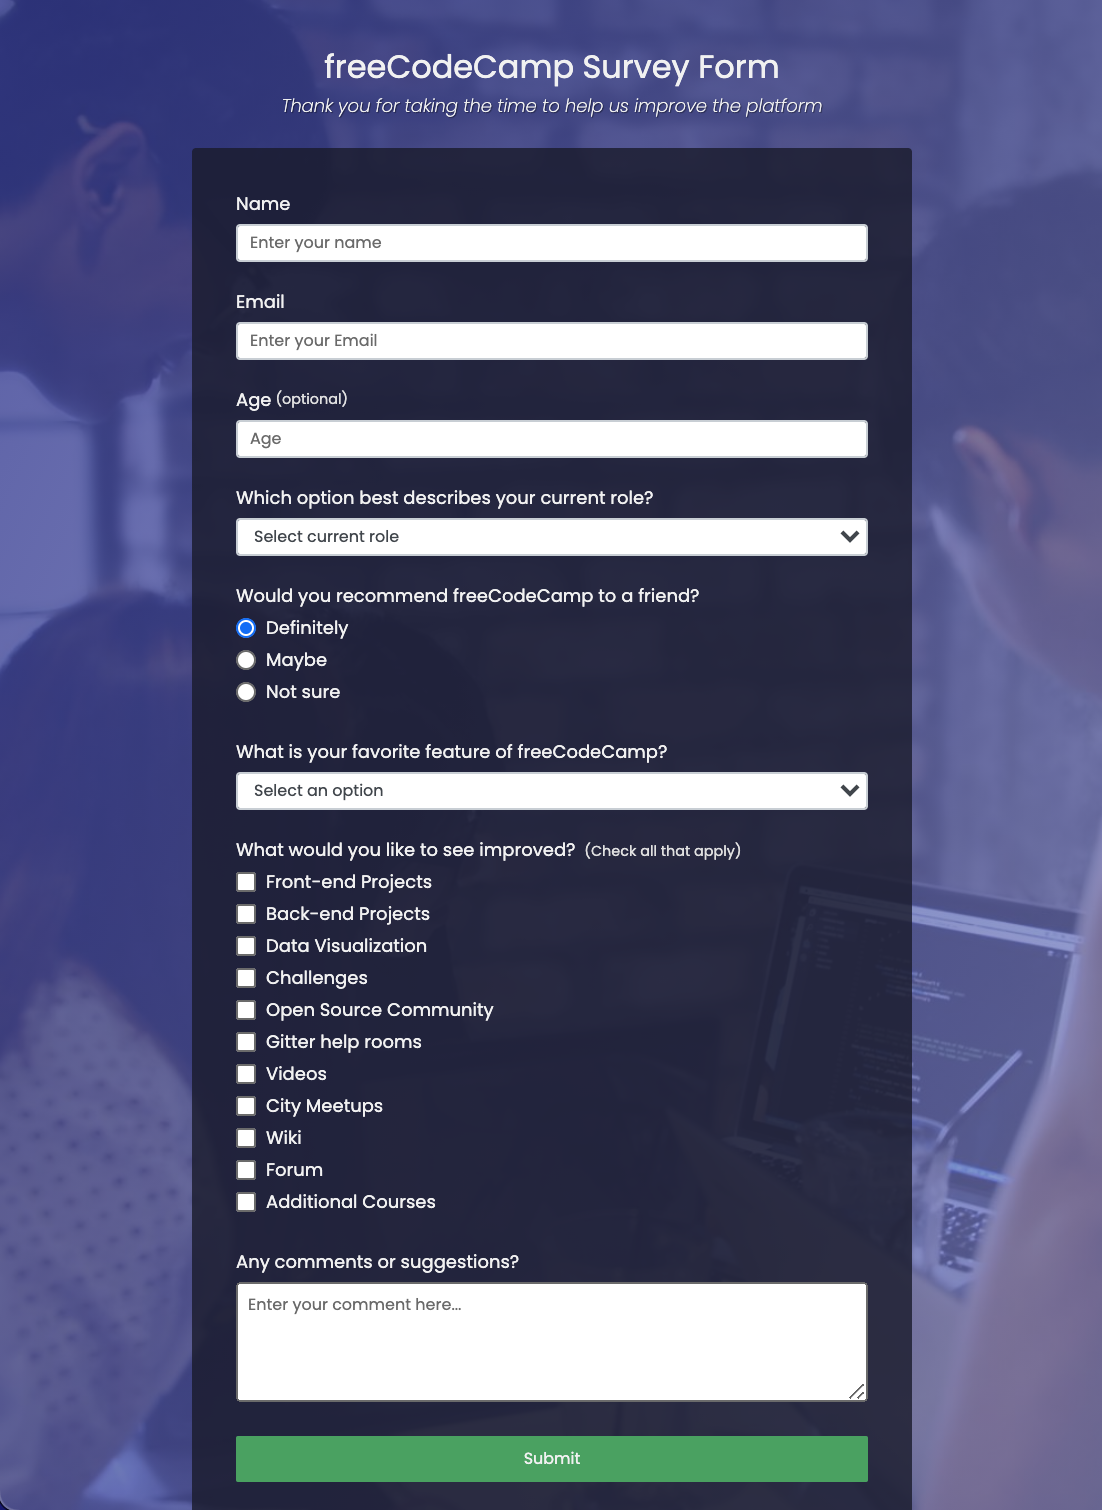 freeCodeCamp Survey Form
Thank you for taking the time to help us improve the platform
Name
Enter your name
Email
Enter your Email
Age (optional)
Age
Which option best describes your current role?
Select current role
Would you recommend freeCodeCamp to a friend?
Definitely
Maybe
Not sure
What is your favorite feature of freeCodeCamp?
Select an option
What would you like to see improved? (Check all that apply)
Front-end Projects
Back-end Projects
Data Visualization
Challenges
Open Source Community
Gitter help rooms
Videos
City Meetups
Wiki
Forum
Additional Courses
Any comments or suggestions?
Enter your comment here...
Submit